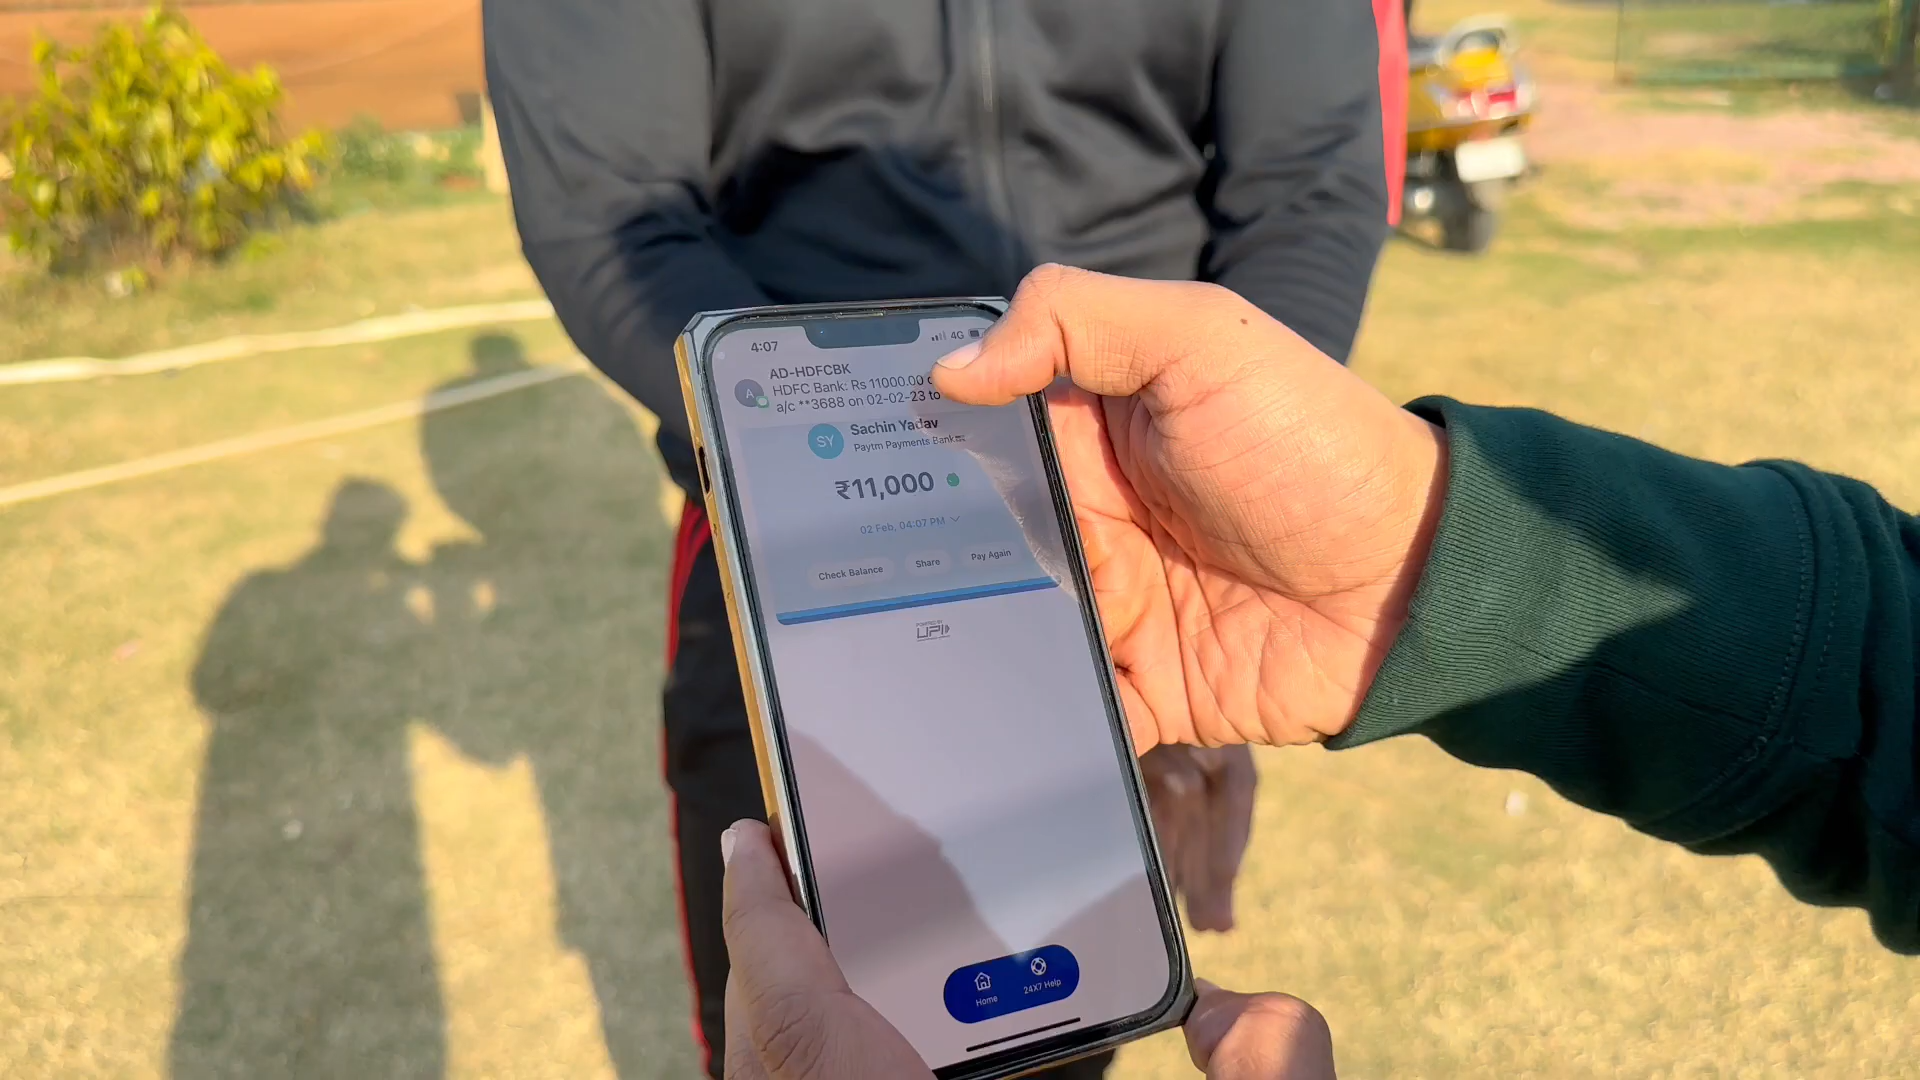 4:07
4G
AD-HDFCBK
A
HDFC Bank: Rs 11000.00
a/c **3688 on 02-02-23 to
SY
Sachin Yadav
Paytm Payments Bank
₹11,000
02 Feb, 04:07 PM
Check Balance
Share
Pay Again
POWERED BY
UPI
Home
24X7 Help